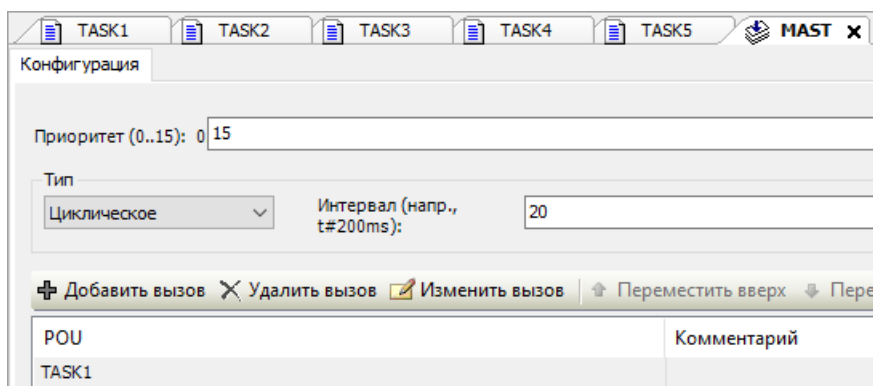 TASK1 TASK2 TASK3 TASK4 TASK5 MAST
Конфигурация
Приоритет (0..15): 0 15
Тип
Циклическое Интервал (напр., t#200ms): 20
Добавить вызов Удалить вызов Изменить вызов Переместить вверх Пере
POU Комментарий
TASK1